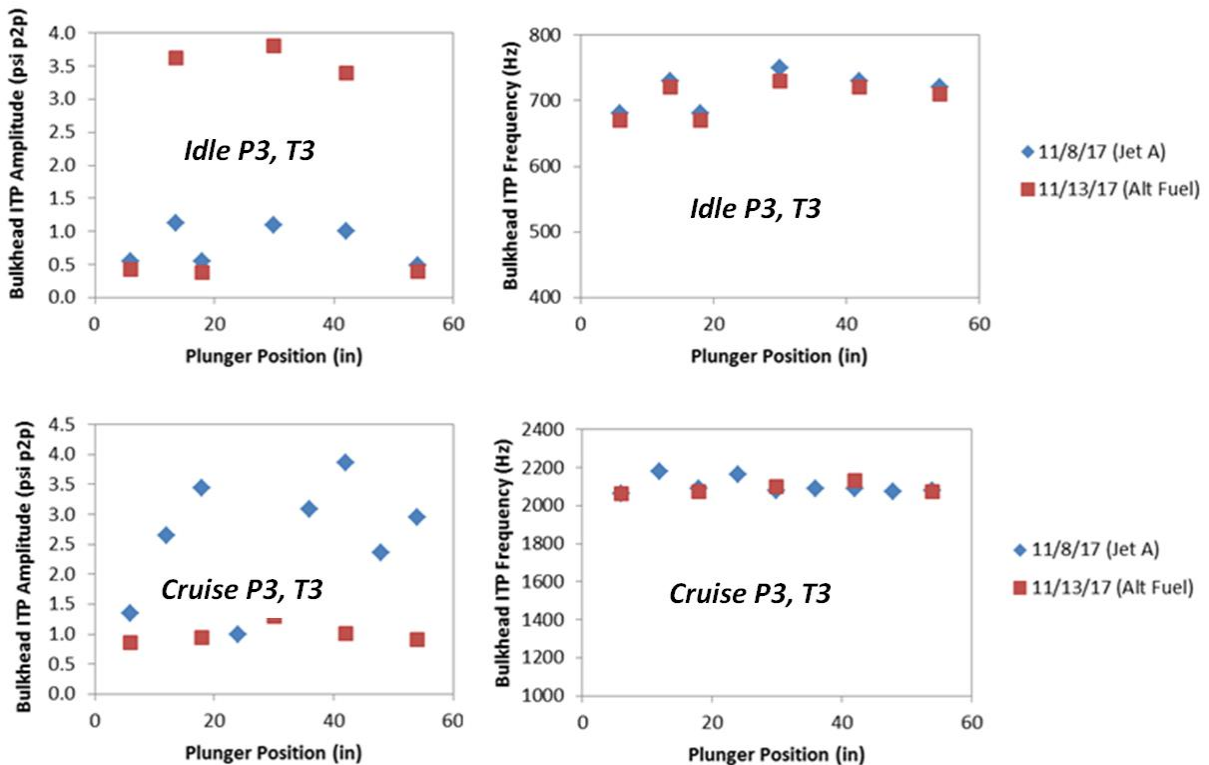 Bulkhead ITP Amplitude (psi p2p)
4.0
3.5
3.0
2.5
2.0
1.5
1.0
0.5
0.0
0 20 40 60
Plunger Position (in)
Idle P3, T3
Bulkhead ITP Frequency (Hz)
800
700
600
500
400
0 20 40 60
Plunger Position (in)
Idle P3, T3
11/8/17 (Jet A)
11/13/17 (Alt Fuel)
Bulkhead ITP Amplitude (psi p2p)
4.5
4.0
3.5
3.0
2.5
2.0
1.5
1.0
0.5
0.0
0 20 40 60
Plunger Position (in)
Cruise P3, T3
Bulkhead ITP Frequency (Hz)
2400
2200
2000
1800
1600
1400
1200
1000
0 20 40 60
Plunger Position (in)
Cruise P3, T3
11/8/17 (Jet A)
11/13/17 (Alt Fuel)